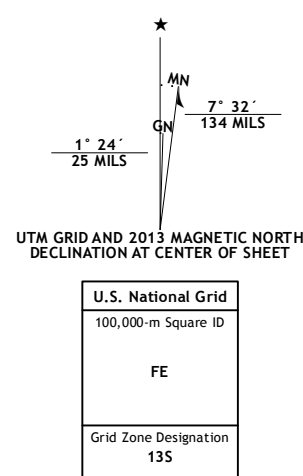 ★
MN
7° 32´
134 MILS
GN
1° 24´
25 MILS
UTM GRID AND 2013 MAGNETIC NORTH
DECLINATION AT CENTER OF SHEET
U.S. National Grid
100,000-m Square ID
FE
Grid Zone Designation
13S